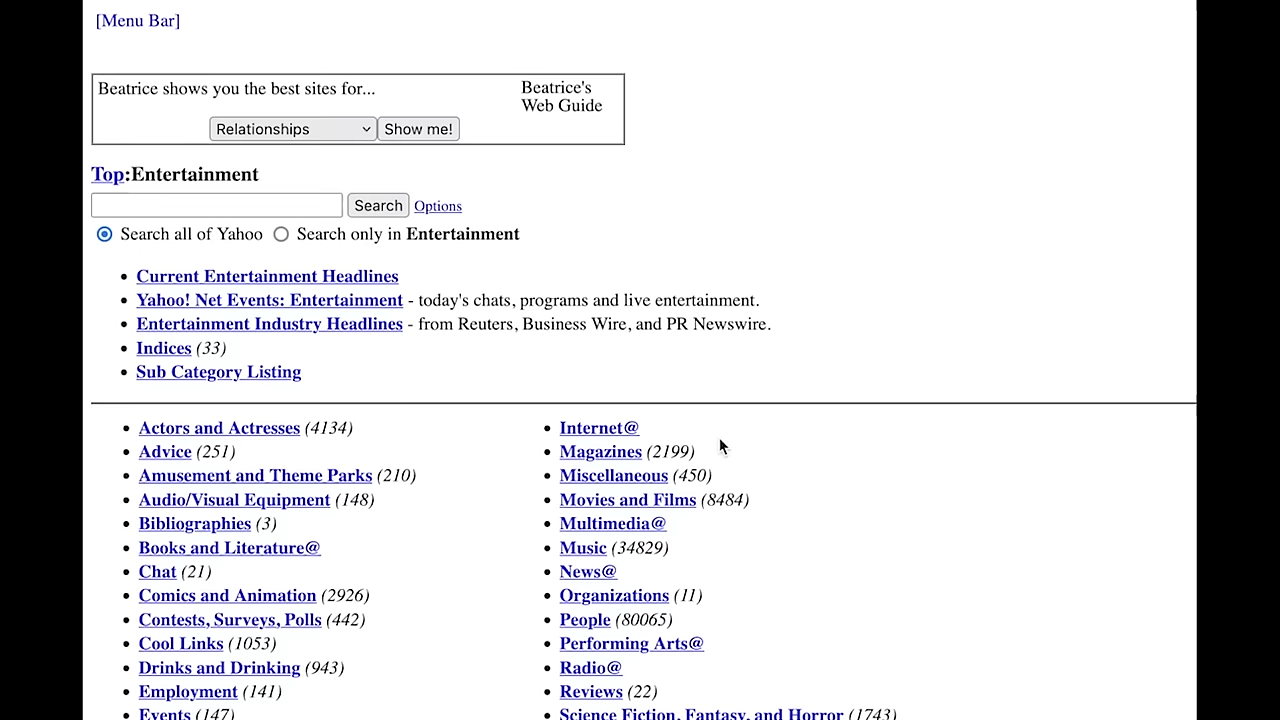 [Menu Bar]
Beatrice shows you the best sites for...
Beatrice's
Web Guide
Relationships
Show me!
Top:Entertainment
Search
Options
Search all of Yahoo
Search only in Entertainment
Current Entertainment Headlines
Yahoo! Net Events: Entertainment - today's chats, programs and live entertainment.
Entertainment Industry Headlines - from Reuters, Business Wire, and PR Newswire.
Indices (33)
Sub Category Listing
Actors and Actresses (4134)
Advice (251)
Amusement and Theme Parks (210)
Audio/Visual Equipment (148)
Bibliographies (3)
Books and Literature@
Chat (21)
Comics and Animation (2926)
Contests, Surveys, Polls (442)
Cool Links (1053)
Drinks and Drinking (943)
Employment (141)
Events (147)
Internet@
Magazines (2199)
Miscellaneous (450)
Movies and Films (8484)
Multimedia@
Music (34829)
News@
Organizations (11)
People (80065)
Performing Arts@
Radio@
Reviews (22)
Science Fiction, Fantasy, and Horror (1743)